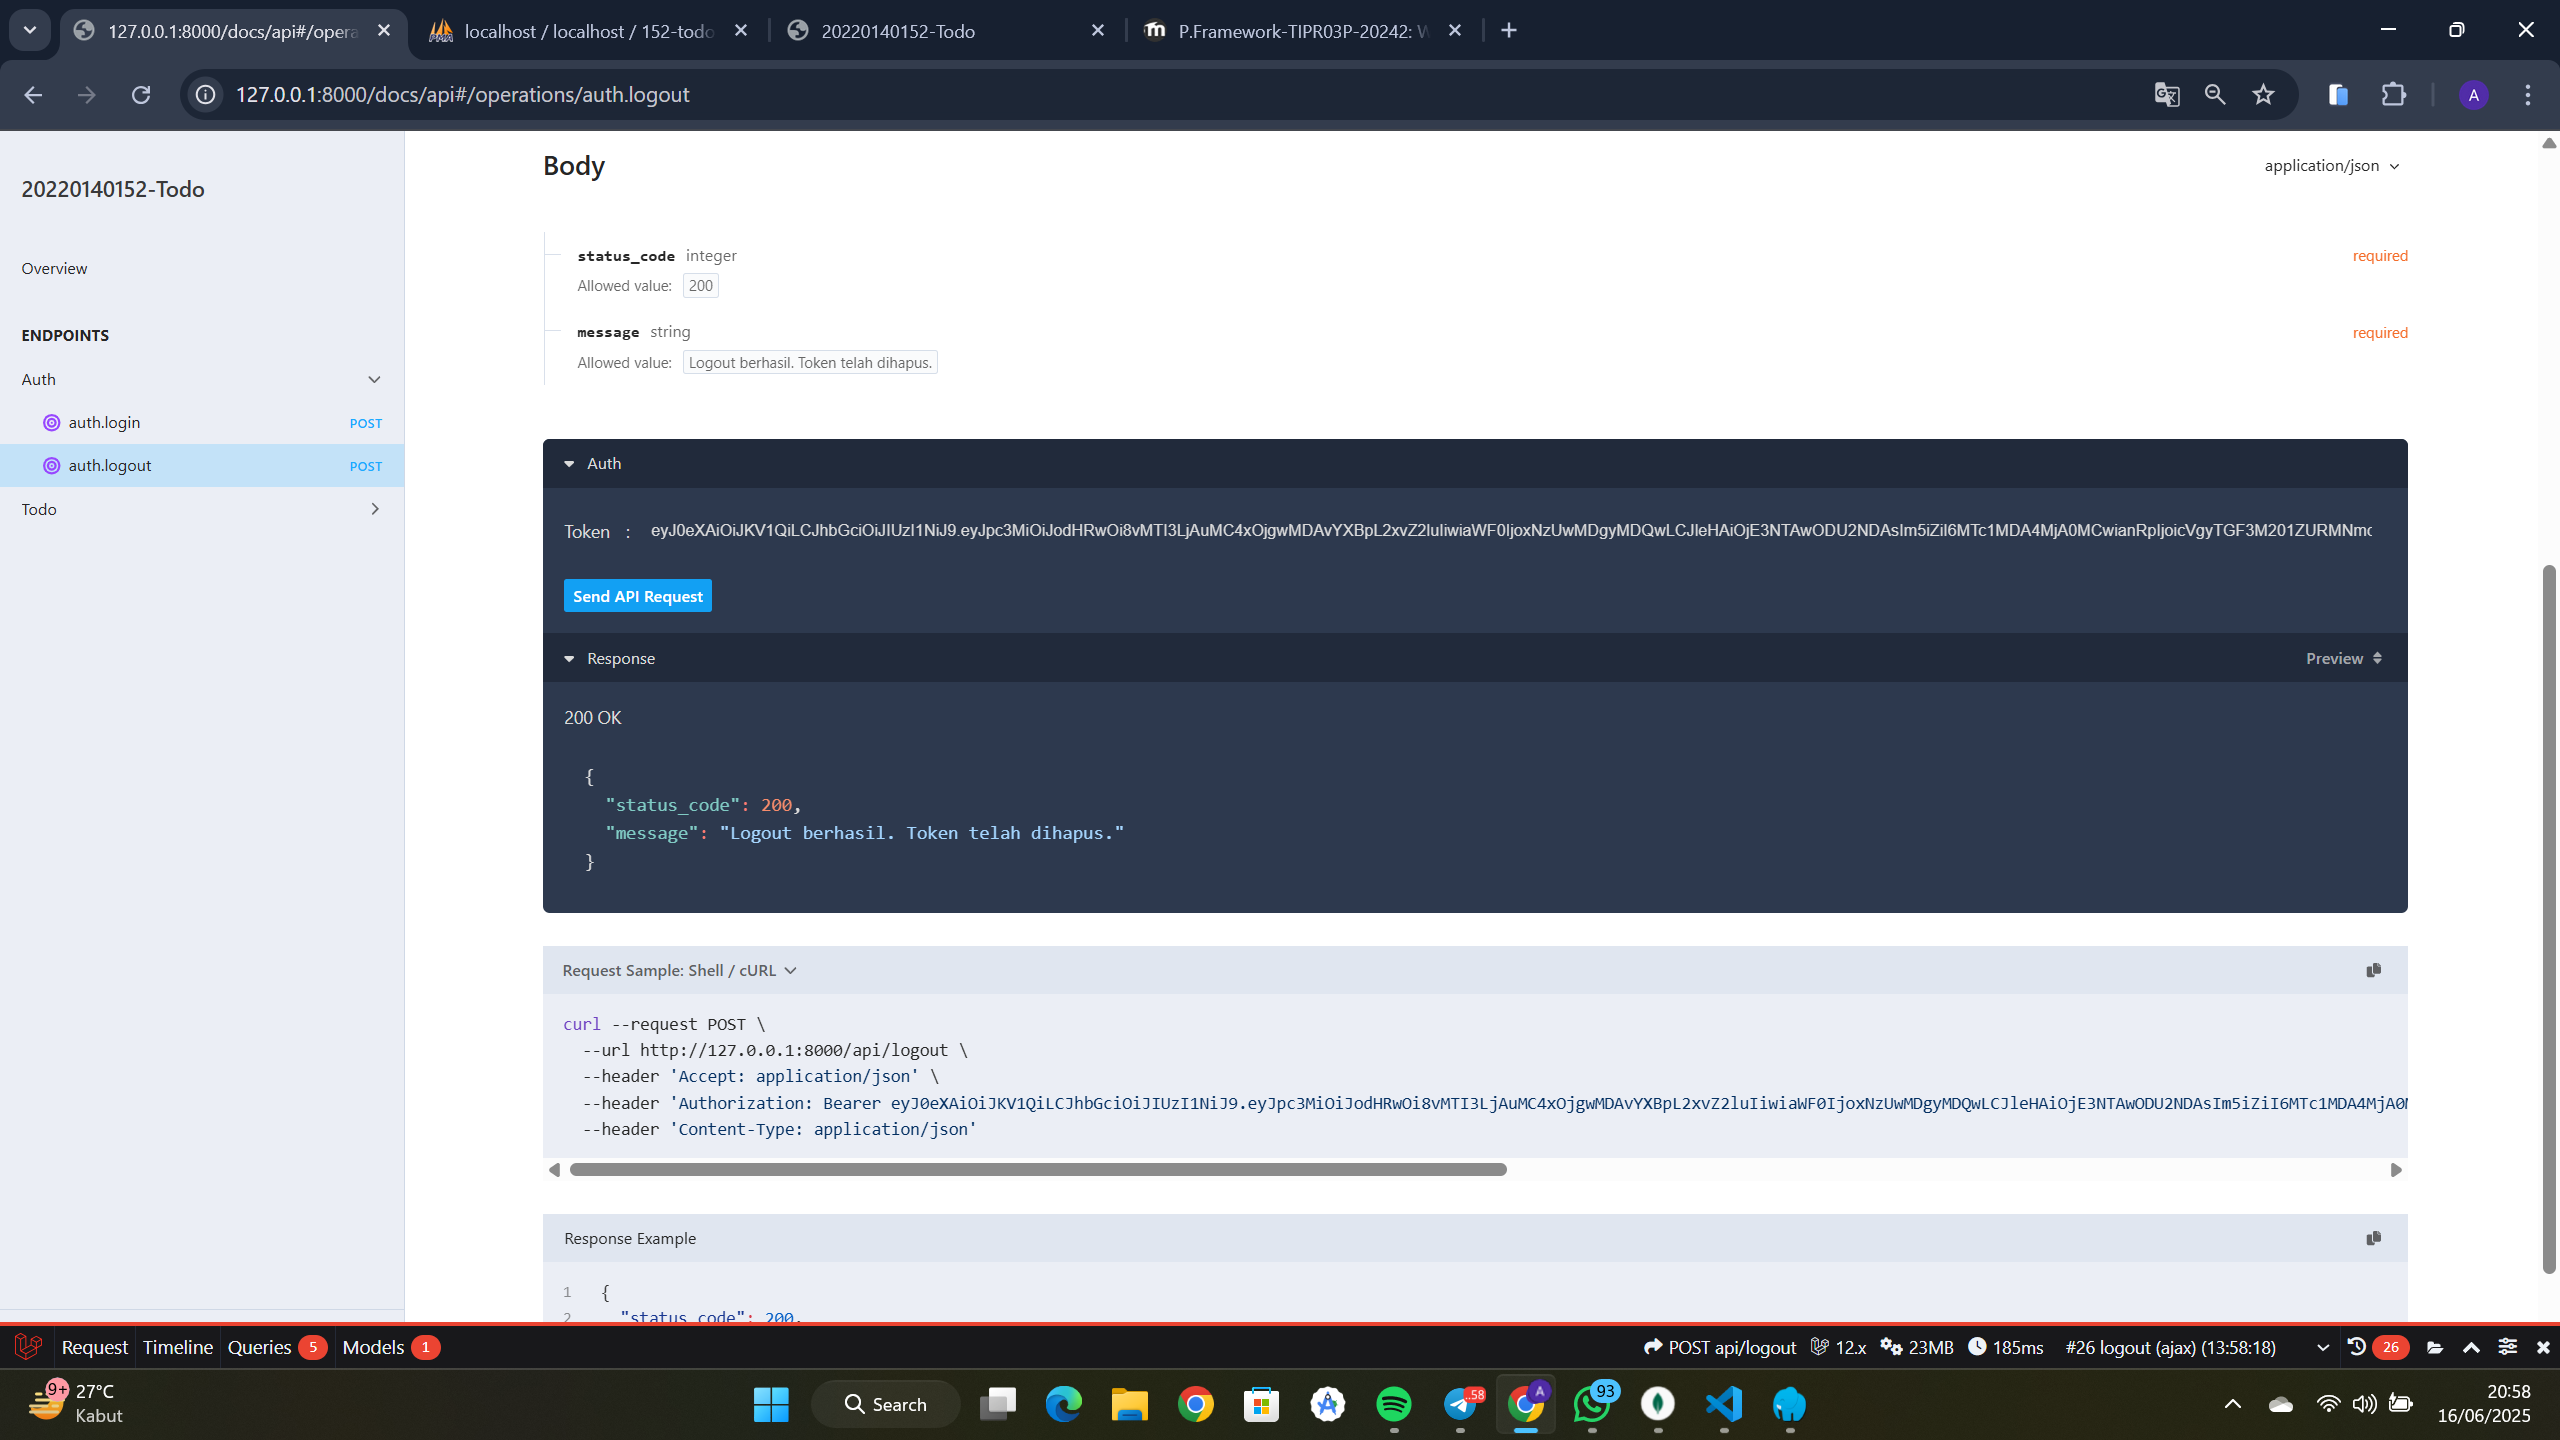 127.0.0.1:8000/docs/api#/opera
localhost / localhost / 152-todo
20220140152-Todo
P.Framework-TIPR03P-20242: W
127.0.0.1:8000/docs/api#/operations/auth.logout
A
20220140152-Todo
Overview
ENDPOINTS
Auth
auth.login POST
auth.logout POST
Todo
Body
application/json
status_code integer
required
Allowed value: 200
message string
required
Allowed value: Logout berhasil. Token telah dihapus.
Auth
Token : eyJ0eXAiOiJKV1QiLCJhbGciOiJIUzI1NiJ9.eyJpc3MiOiJodHRwOi8vMTI3LjAuMC4xOjgwMDAvYXBpL2xvZ2luIiwiaWF0IjoxNzUwMDgyMDQwLCJleHAiOjE3NTAwODU2NDAsIm5iZiI6MTc1MDA4MjA0MCwianRpIjoicVgyTGF3M201ZURMNmc
Send API Request
Response
Preview
200 OK
{
"status_code": 200,
"message": "Logout berhasil. Token telah dihapus."
}
Request Sample: Shell / cURL
curl --request POST \
--url http://127.0.0.1:8000/api/logout \
--header 'Accept: application/json' \
--header 'Authorization: Bearer eyJ0eXAiOiJKV1QiLCJhbGciOiJIUzI1NiJ9.eyJpc3MiOiJodHRwOi8vMTI3LjAuMC4xOjgwMDAvYXBpL2xvZ2luIiwiaWF0IjoxNzUwMDgyMDQwLCJleHAiOjE3NTAwODU2NDAsIm5iZiI6MTc1MDA4MjA0M
--header 'Content-Type: application/json'
Response Example
1 {
2 "status_code": 200,
Request Timeline Queries 5 Models 1
POST api/logout 12.x 23MB 185ms #26 logout (ajax) (13:58:18) 26
9+ 27°C
Kabut
Search
..58
A
93
20:58
16/06/2025